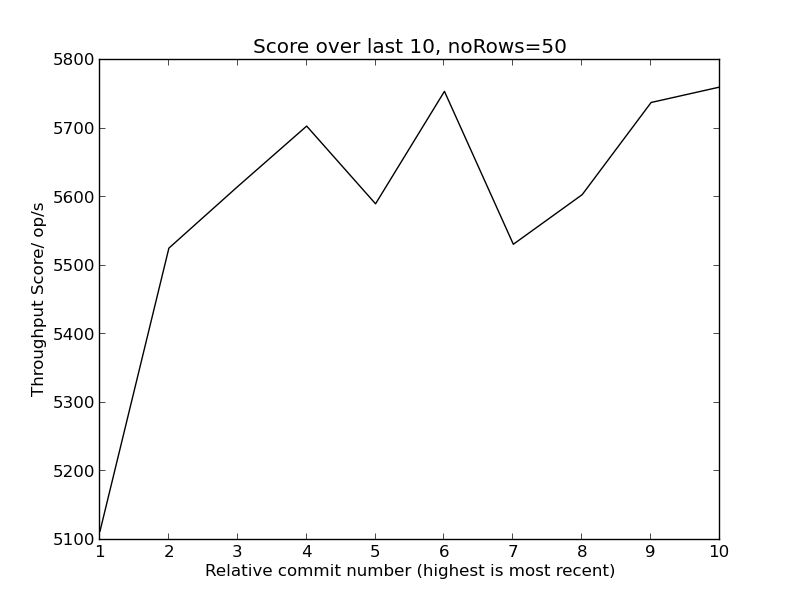 Score over last 10, noRows=50
5800
5700
5600
5500
5400
5300
5200
5100
Throughput Score/ op/s
1 2 3 4 5 6 7 8 9 10
Relative commit number (highest is most recent)